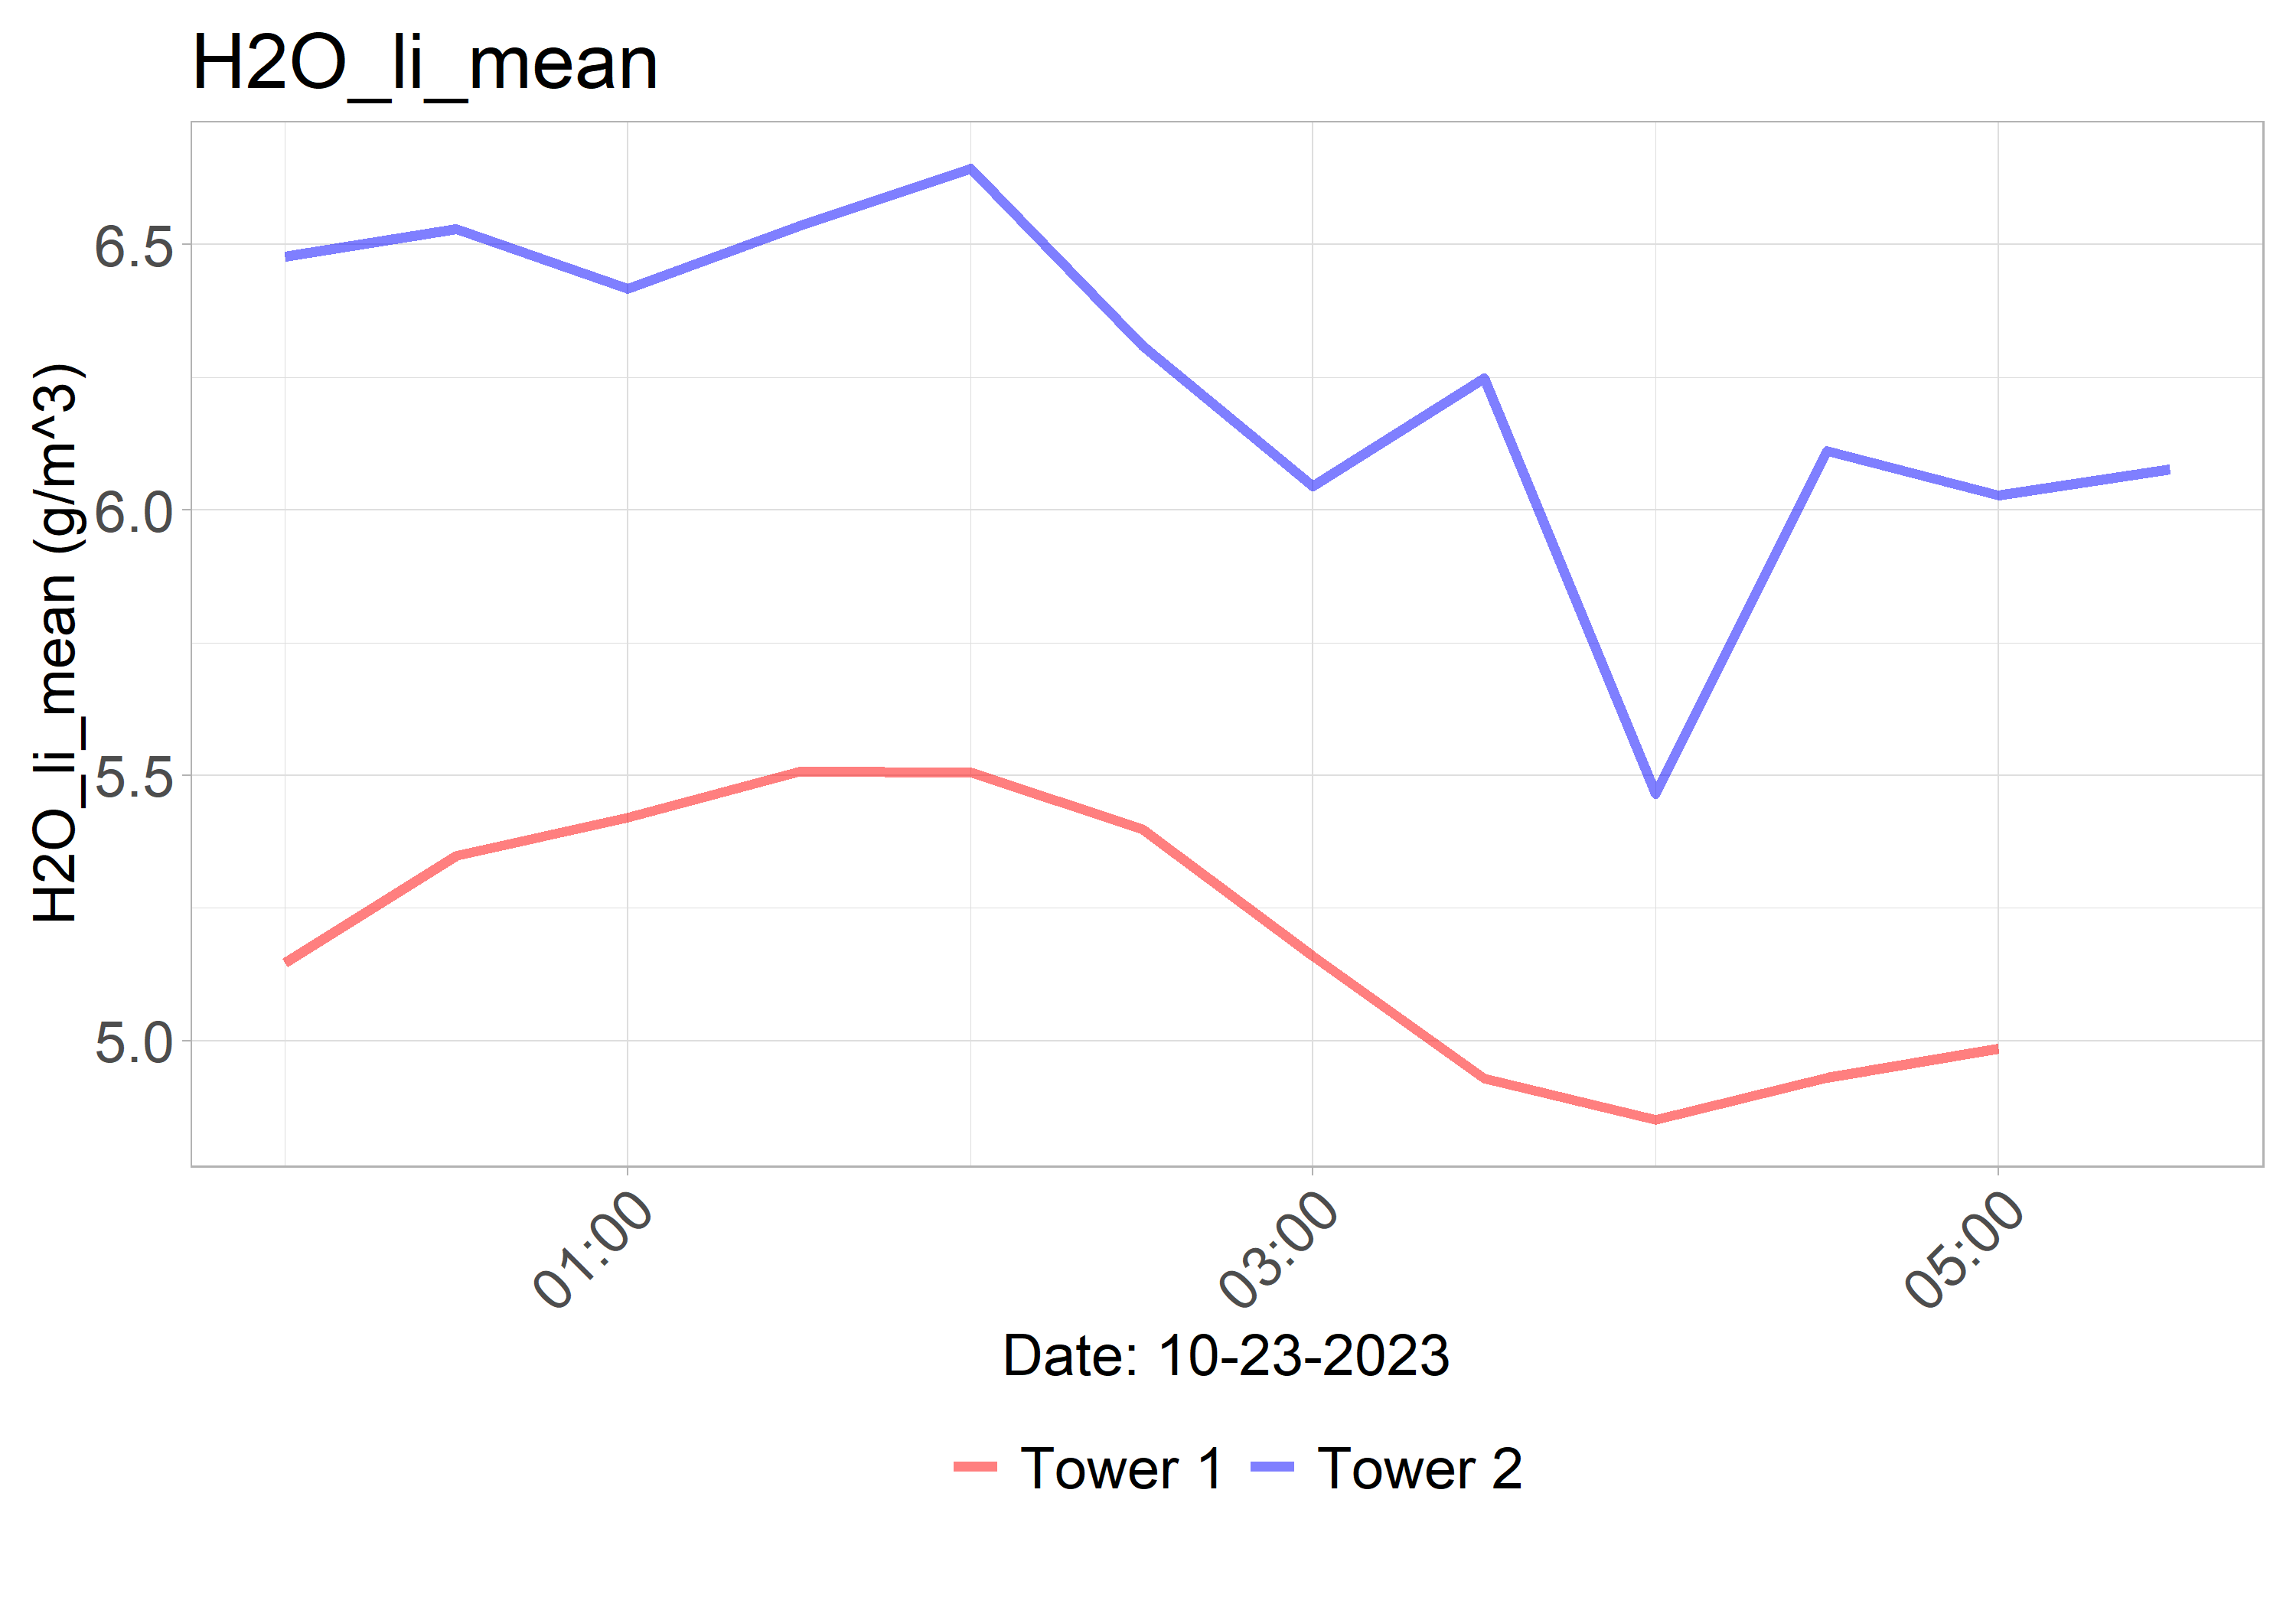 H2O_li_mean
H2O_li_mean (g/m^3)
6.5
6.0
5.5
5.0
01:00
03:00
05:00
Date: 10-23-2023
Tower 1
Tower 2